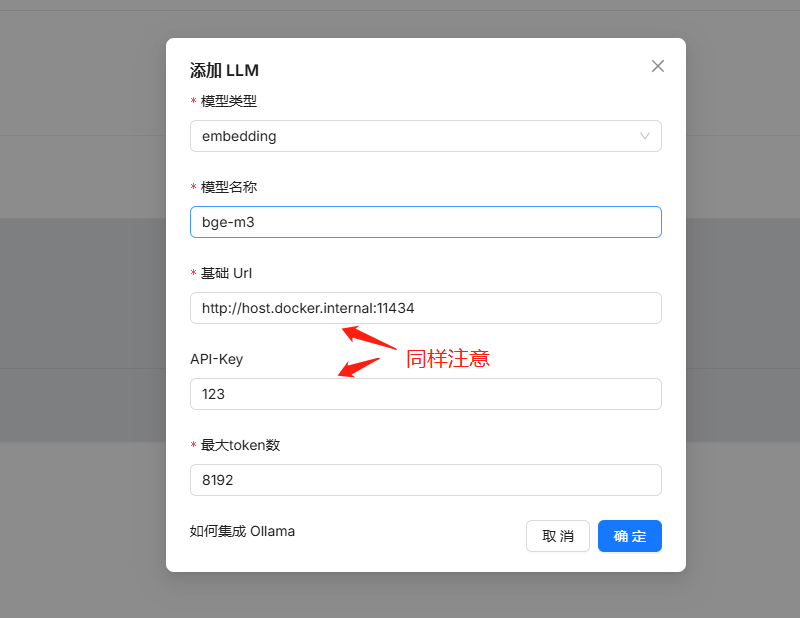 添加 LLM
* 模型类型
embedding
* 模型名称
bge-m3
* 基础 Url
http://host.docker.internal:11434
同样注意
API-Key
123
* 最大token数
8192
如何集成 Ollama
取 消
确 定